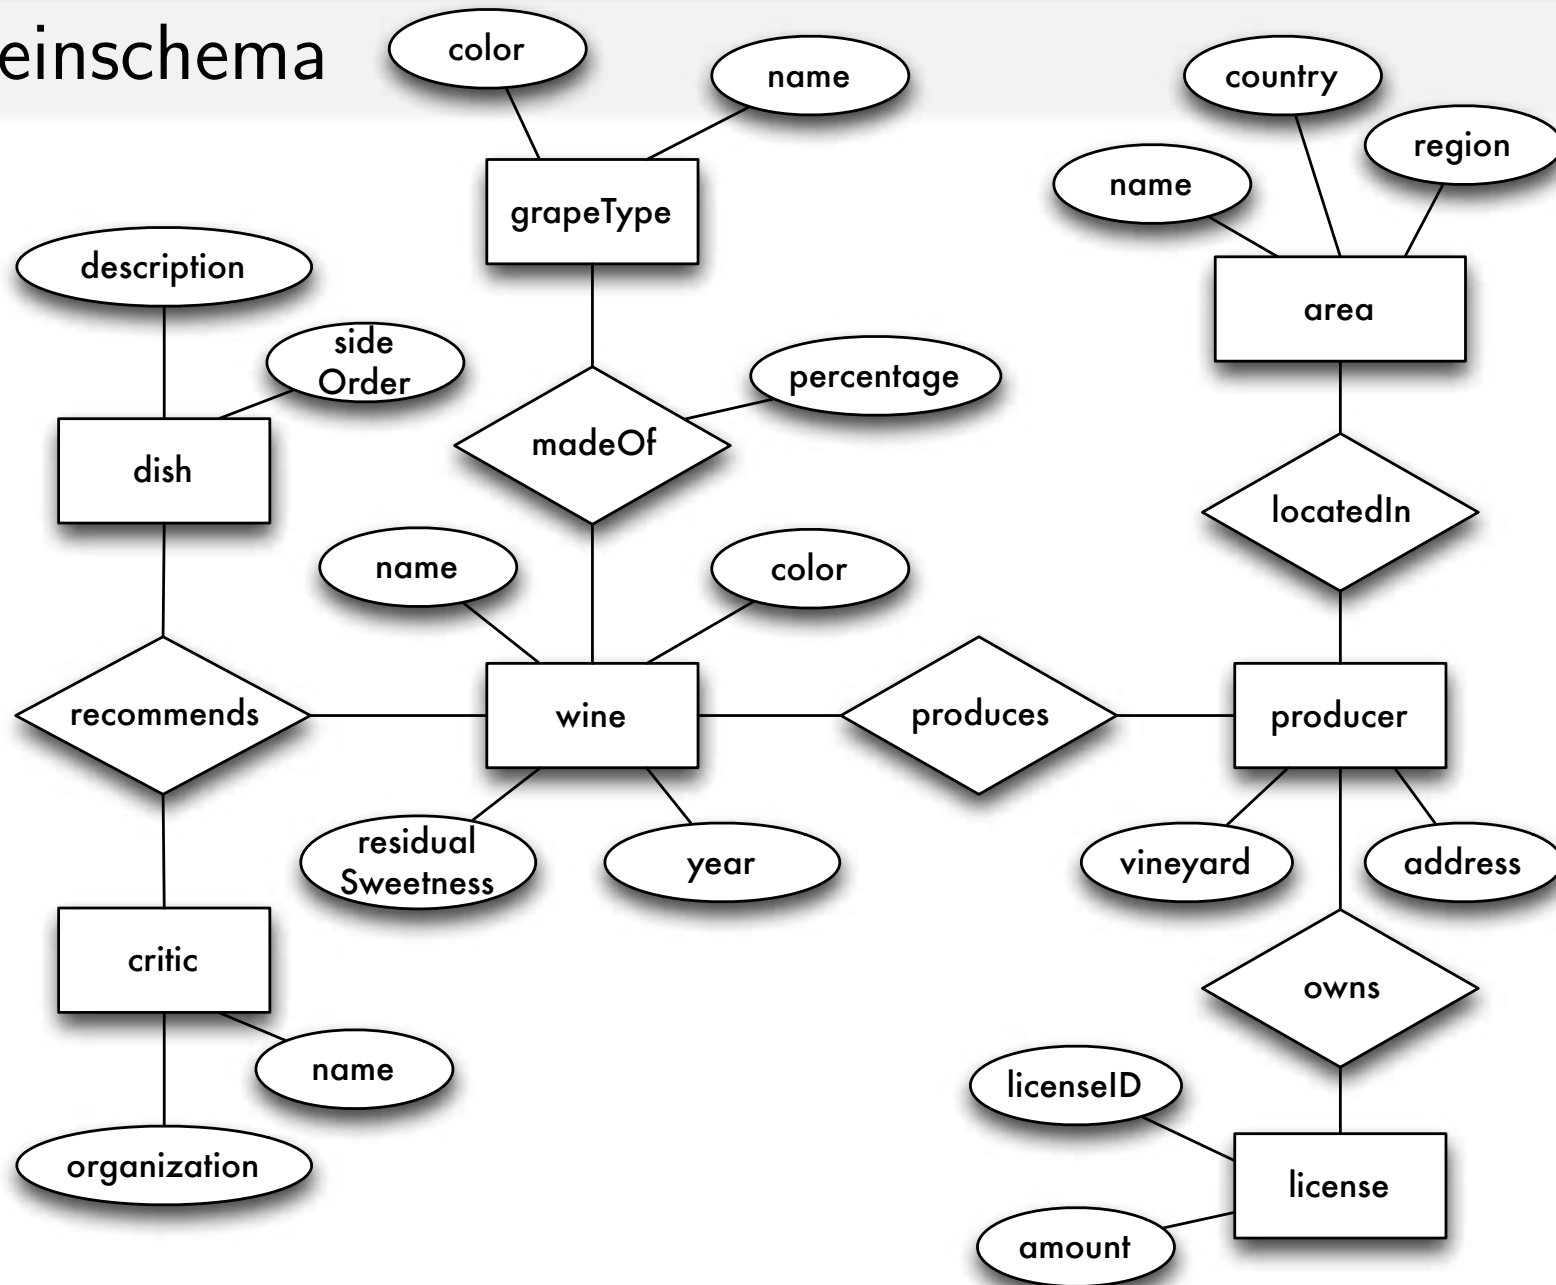 einschema
color
name
country
region
name
grapeType
description
area
side
Order
percentage
madeOf
dish
locatedIn
name
color
recommends
wine
produces
producer
residual
Sweetness
year
vineyard
address
critic
owns
name
licenseID
organization
license
amount